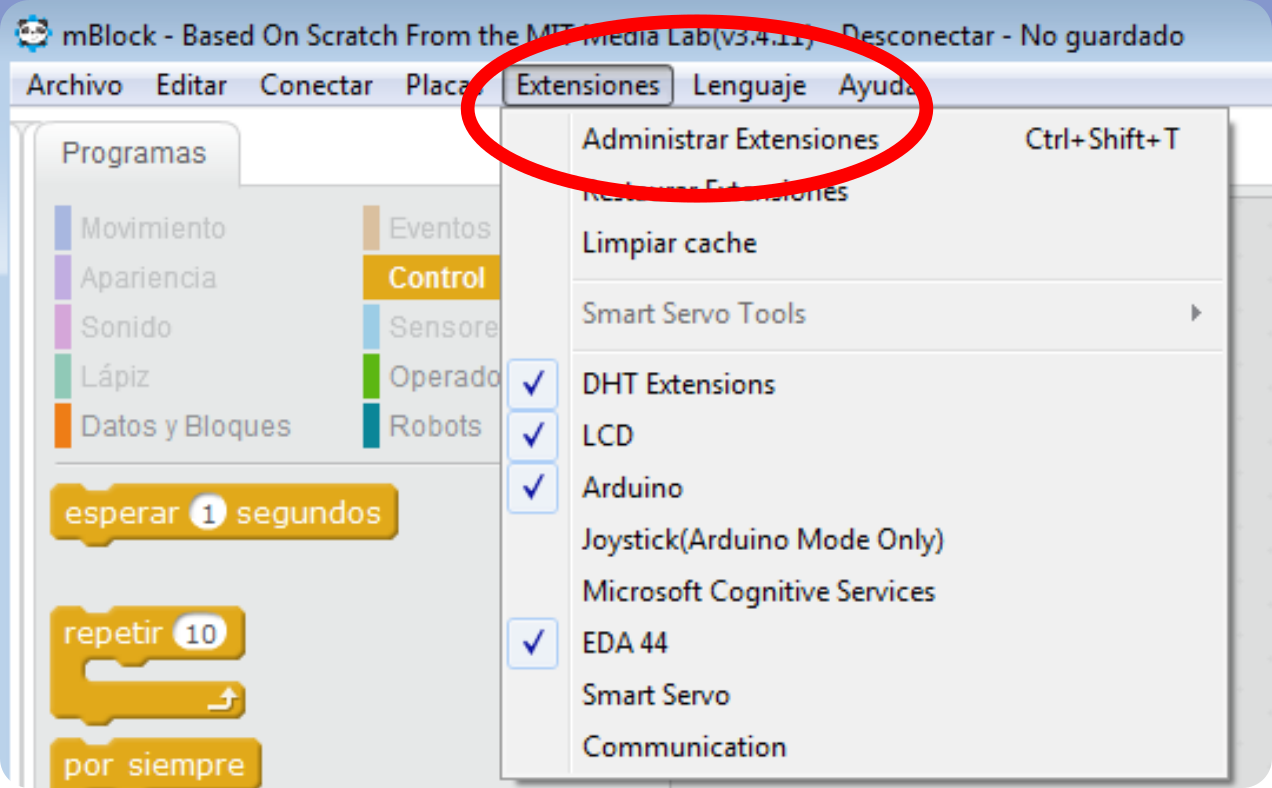 mBlock - Based On Scratch From the MIT Media Lab(v3.4.11) - Desconectar - No guardado
Archivo Editar Conectar Placas Extensiones Lenguaje Ayuda
Programas
Administrar Extensiones Ctrl+Shift+T
Restaurar Extensiones
Limpiar cache
Smart Servo Tools
Movimiento Eventos
Apariencia Control
Sonido Sensore
Lápiz Operado
Datos y Bloques Robots
DHT Extensions
LCD
Arduino
Joystick(Arduino Mode Only)
Microsoft Cognitive Services
EDA 44
Smart Servo
Communication
esperar 1 segundos
repetir 10
por siempre